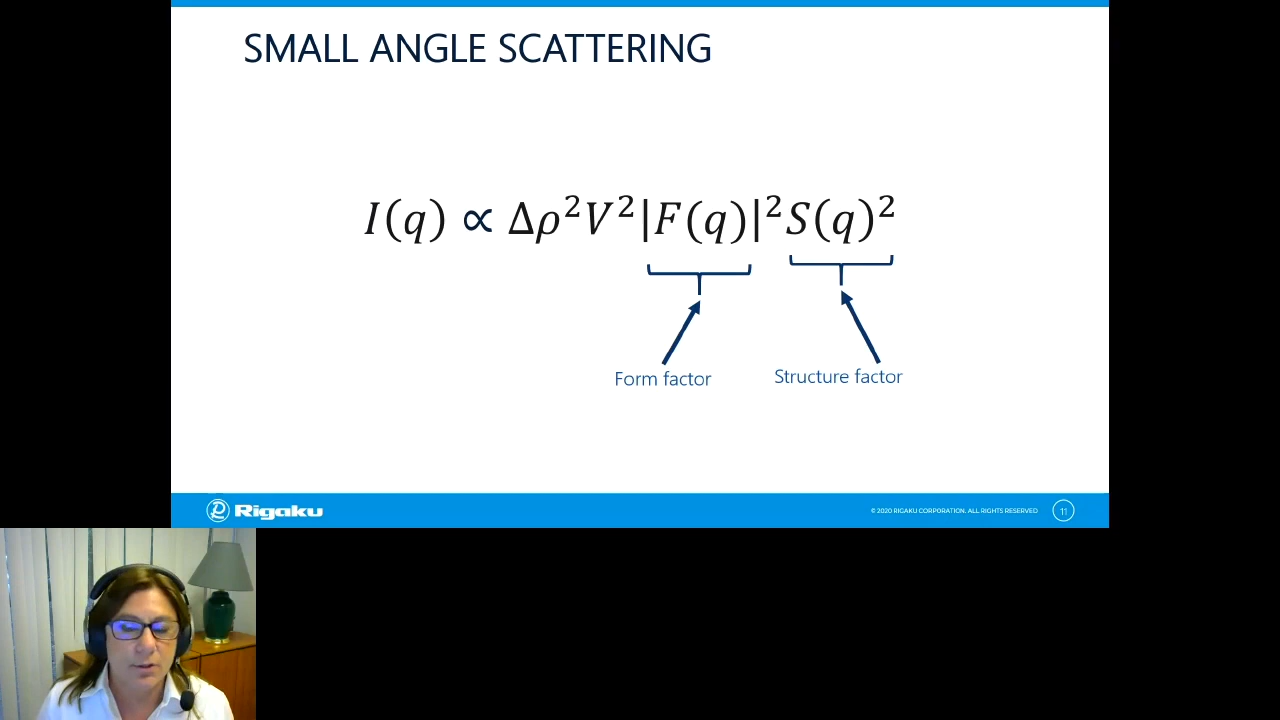 SMALL ANGLE SCATTERING
I(q) ∝ Δρ²V²|F(q)|²S(q)²
Form factor
Structure factor
Rigaku
© 2020 RIGAKU CORPORATION. ALL RIGHTS RESERVED
11